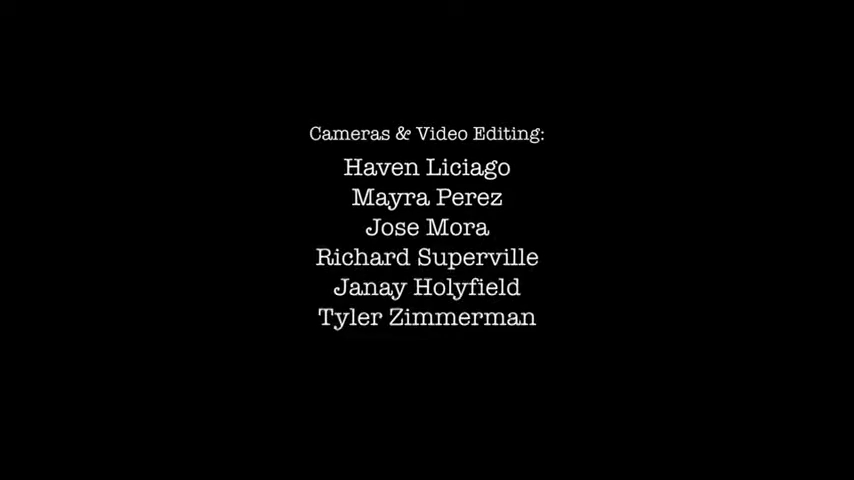 Cameras & Video Editing:
Haven Liciago
Mayra Perez
Jose Mora
Richard Superville
Janay Holyfield
Tyler Zimmerman